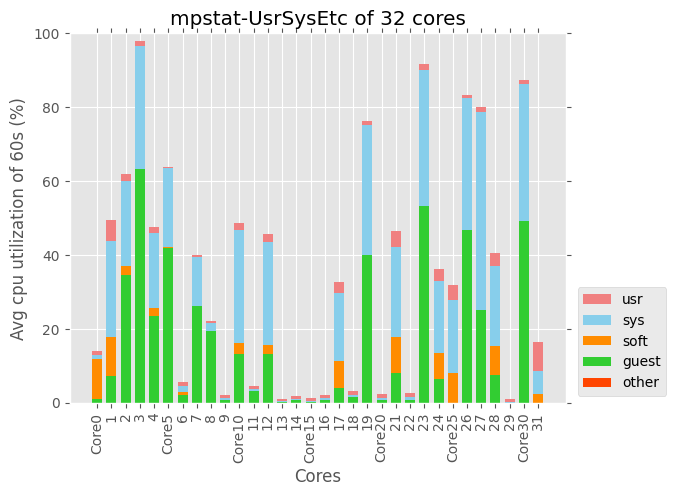 mpstat-UsrSysEtc of 32 cores
Avg cpu utilization of 60s (%)
100
80
60
40
20
0
Core0
1
2
3
4
Core5
6
7
8
9
Core10
11
12
13
14
Core15
16
17
18
19
Core20
21
22
23
24
Core25
26
27
28
29
Core30
31
Cores
usr
sys
soft
guest
other